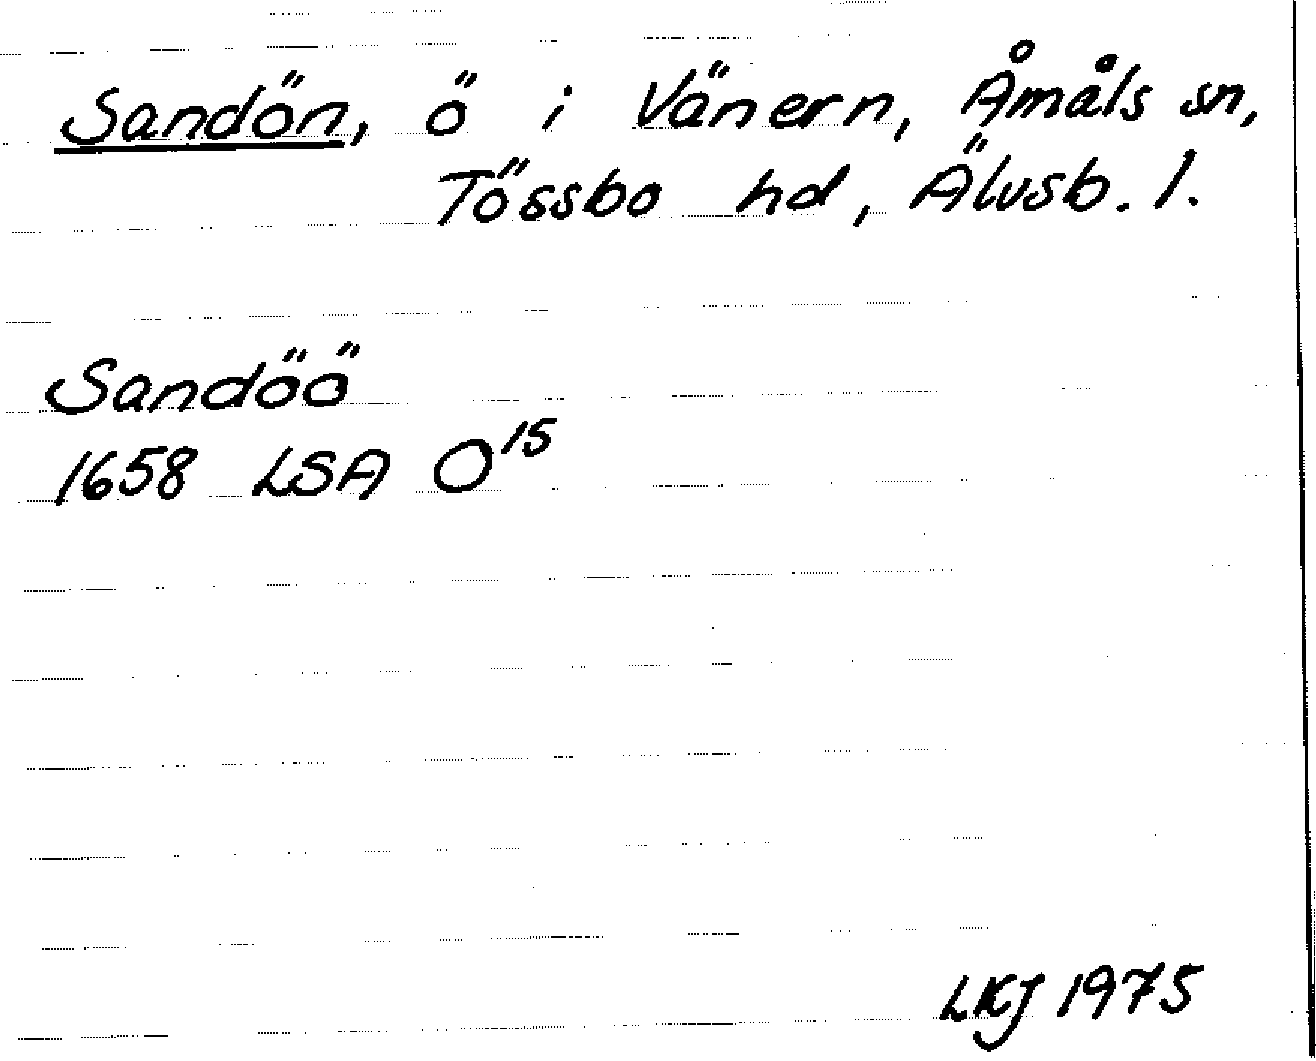 Sandön, ö i Vänern, Åmåls sn,
Tössbo hd, Älvsb. l.
Sandöö
1658 LSA O15
LKJ 1975